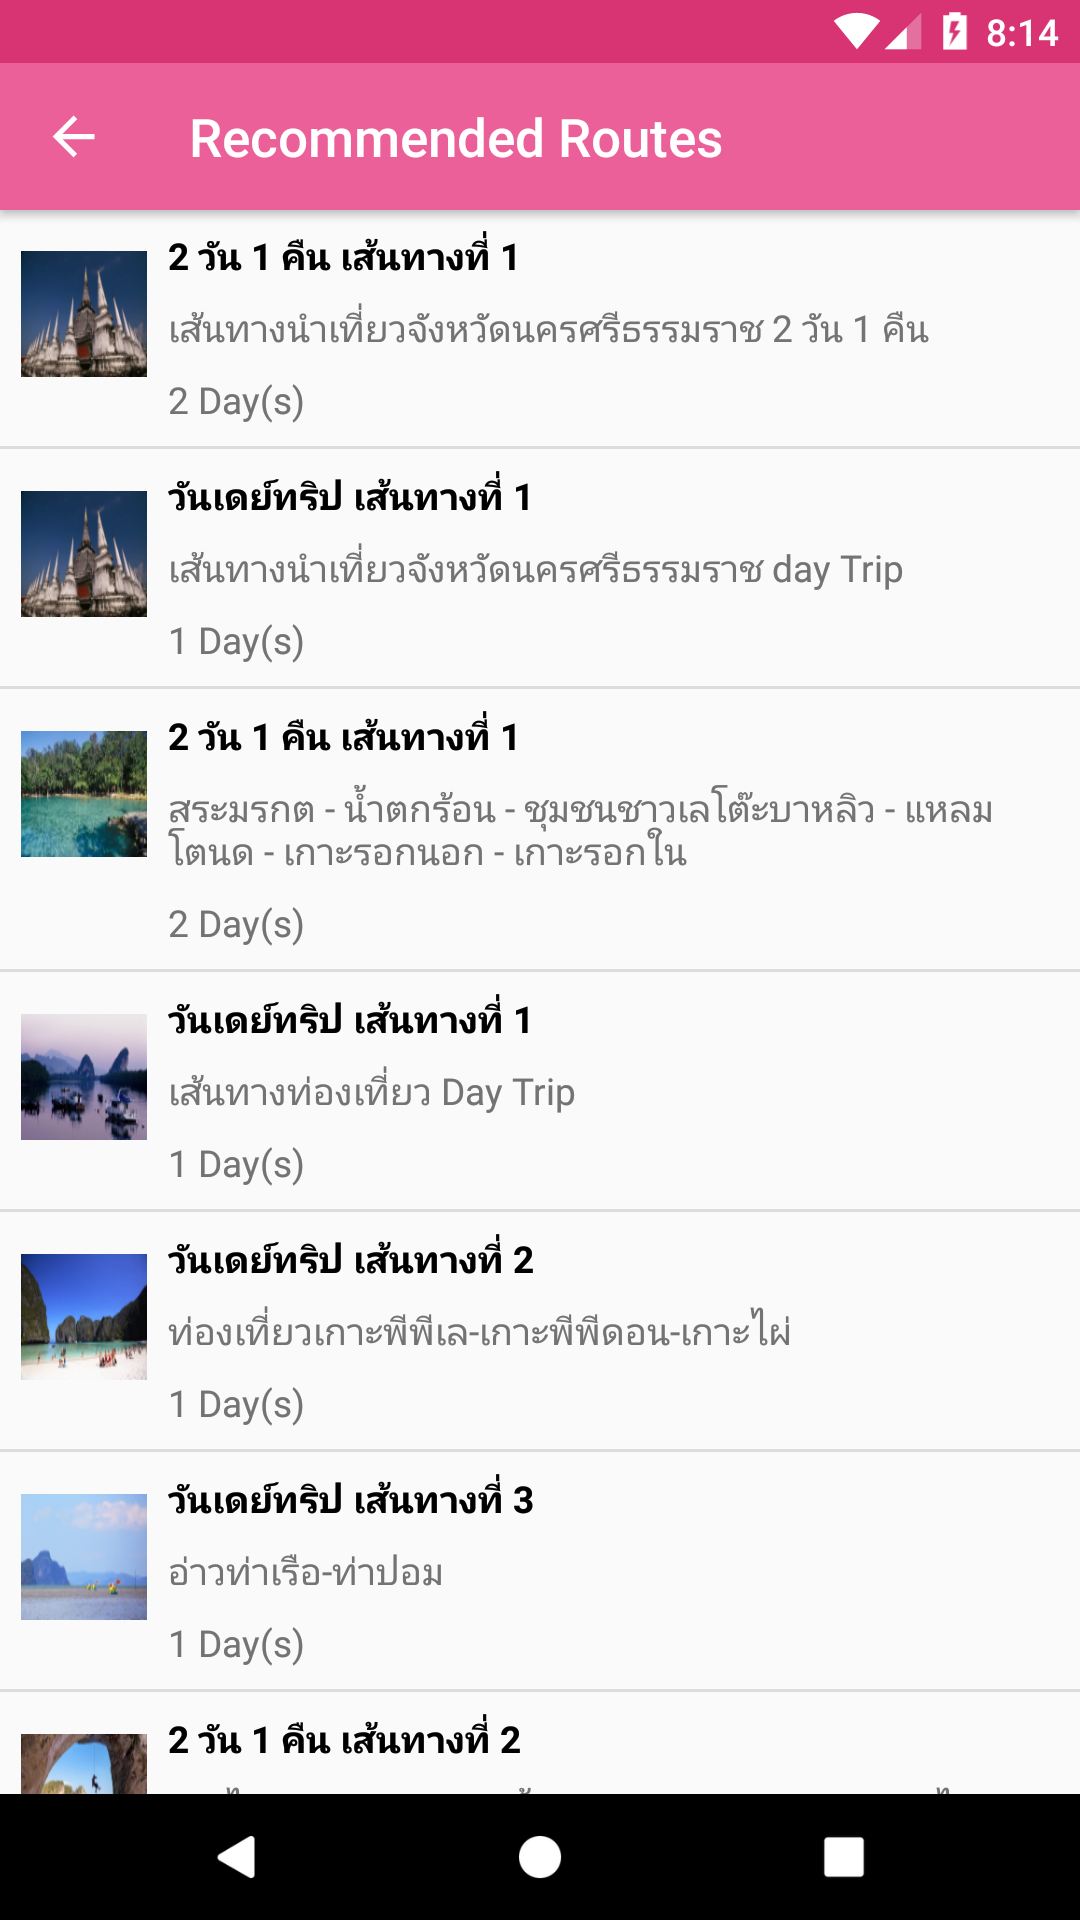 8:14
Recommended Routes
2 วัน 1 คืน เส้นทางที่ 1
เส้นทางนำเที่ยวจังหวัดนครศรีธรรมราช 2 วัน 1 คืน
2 Day(s)
วันเดย์ทริป เส้นทางที่ 1
เส้นทางนำเที่ยวจังหวัดนครศรีธรรมราช day Trip
1 Day(s)
2 วัน 1 คืน เส้นทางที่ 1
สระมรกต - น้ำตกร้อน - ชุมชนชาวเลโต๊ะบาหลิว - แหลม
โตนด - เกาะรอกนอก - เกาะรอกใน
2 Day(s)
วันเดย์ทริป เส้นทางที่ 1
เส้นทางท่องเที่ยว Day Trip
1 Day(s)
วันเดย์ทริป เส้นทางที่ 2
ท่องเที่ยวเกาะพีพีเล-เกาะพีพีดอน-เกาะไผ่
1 Day(s)
วันเดย์ทริป เส้นทางที่ 3
อ่าวท่าเรือ-ท่าปอม
1 Day(s)
2 วัน 1 คืน เส้นทางที่ 2